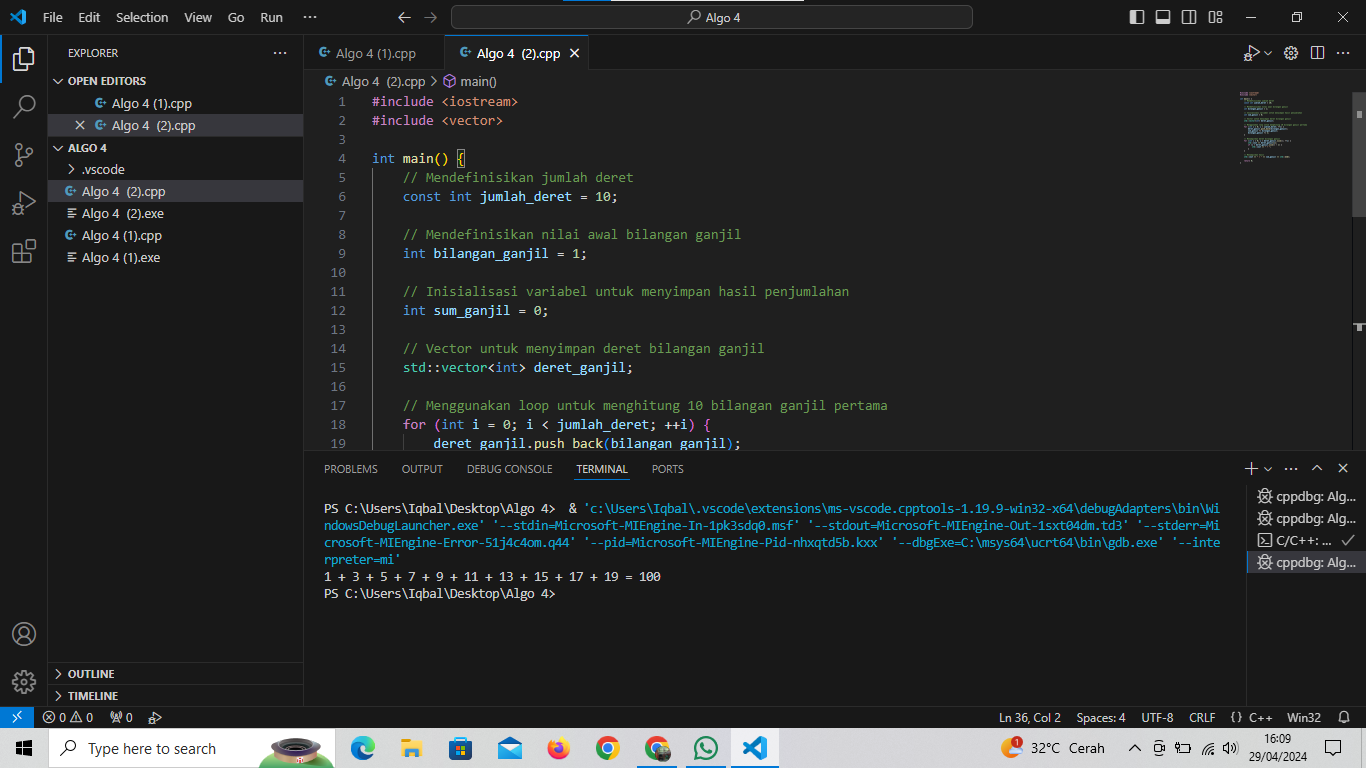 File Edit Selection View Go Run ···
Algo 4
EXPLORER
OPEN EDITORS
Algo 4 (1).cpp
Algo 4  (2).cpp
ALGO 4
.vscode
Algo 4  (2).cpp
Algo 4  (2).exe
Algo 4 (1).cpp
Algo 4 (1).exe
OUTLINE
TIMELINE
Algo 4 (1).cpp
Algo 4  (2).cpp
Algo 4  (2).cpp > main()
1 #include <iostream>
2 #include <vector>
3
4 int main() {
5 // Mendefinisikan jumlah deret
6 const int jumlah_deret = 10;
7
8 // Mendefinisikan nilai awal bilangan ganjil
9 int bilangan_ganjil = 1;
10
11 // Inisialisasi variabel untuk menyimpan hasil penjumlahan
12 int sum_ganjil = 0;
13
14 // Vector untuk menyimpan deret bilangan ganjil
15 std::vector<int> deret_ganjil;
16
17 // Menggunakan loop untuk menghitung 10 bilangan ganjil pertama
18 for (int i = 0; i < jumlah_deret; ++i) {
19 deret_ganjil.push_back(bilangan_ganjil);
PROBLEMS OUTPUT DEBUG CONSOLE TERMINAL PORTS
PS C:\Users\Iqbal\Desktop\Algo 4>  & 'c:\Users\Iqbal\.vscode\extensions\ms-vscode.cpptools-1.19.9-win32-x64\debugAdapters\bin\Wi
ndowsDebugLauncher.exe' '--stdin=Microsoft-MIEngine-In-1pk3sdq0.msf' '--stdout=Microsoft-MIEngine-Out-1sxt04dm.td3' '--stderr=Mi
crosoft-MIEngine-Error-51j4c4om.q44' '--pid=Microsoft-MIEngine-Pid-nhxqtd5b.kxx' '--dbgExe=C:\msys64\ucrt64\bin\gdb.exe' '--inte
rpreter=mi'
1 + 3 + 5 + 7 + 9 + 11 + 13 + 15 + 17 + 19 = 100
PS C:\Users\Iqbal\Desktop\Algo 4>
cppdbg: Alg...
cppdbg: Alg...
C/C++: ...
cppdbg: Alg...
0 0 0
Ln 36, Col 2 Spaces: 4 UTF-8 CRLF {} C++ Win32
Type here to search
1 32°C Cerah
16:09
29/04/2024